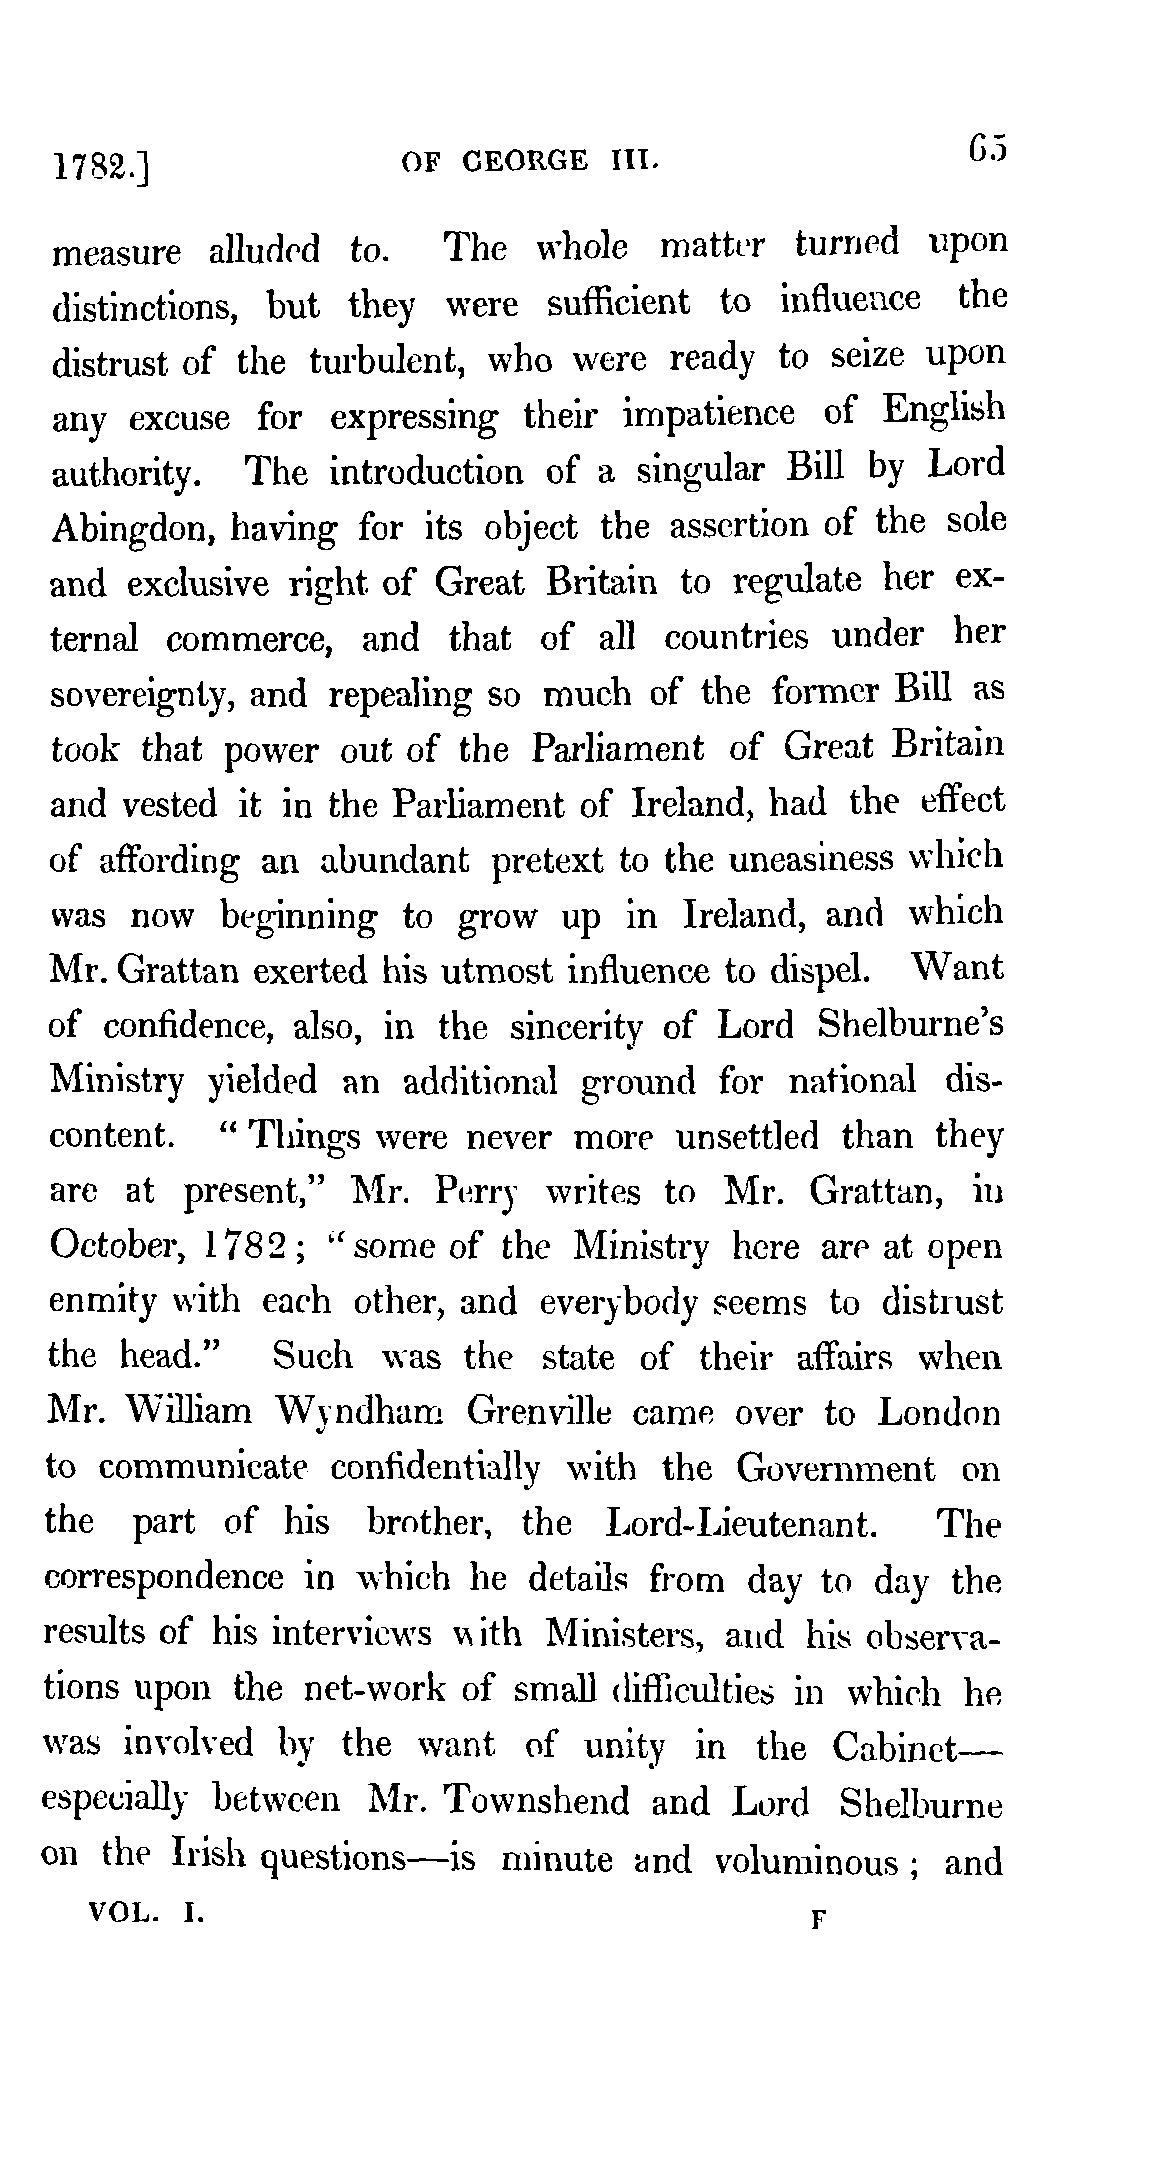 1782.] OF GEORGE III. 65
measure alluded to. The whole matter turned upon
distinctions, but they were sufficient to influence the
distrust of the turbulent, who were ready to seize upon
any excuse for expressing their impatience of English
authority. The introduction of a singular Bill by Lord
Abingdon, having for its object the assertion of the sole
and exclusive right of Great Britain to regulate her ex-
ternal commerce, and that of all countries under her
sovereignty, and repealing so much of the former Bill as
took that power out of the Parliament of Great Britain
and vested it in the Parliament of Ireland, had the effect
of affording an abundant pretext to the uneasiness which
was now beginning to grow up in Ireland, and which
Mr. Grattan exerted his utmost influence to dispel. Want
of confidence, also, in the sincerity of Lord Shelburne's
Ministry yielded an additional ground for national dis-
content. "Things were never more unsettled than they
are at present," Mr. Perry writes to Mr. Grattan, in
October, 1782; "some of the Ministry here are at open
enmity with each other, and everybody seems to distrust
the head." Such was the state of their affairs when
Mr. William Wyndham Grenville came over to London
to communicate confidentially with the Government on
the part of his brother, the Lord-Lieutenant. The
correspondence in which he details from day to day the
results of his interviews with Ministers, and his observa-
tions upon the net-work of small difficulties in which he
was involved by the want of unity in the Cabinet—
especially between Mr. Townshend and Lord Shelburne
on the Irish questions—is minute and voluminous; and
VOL. I. F